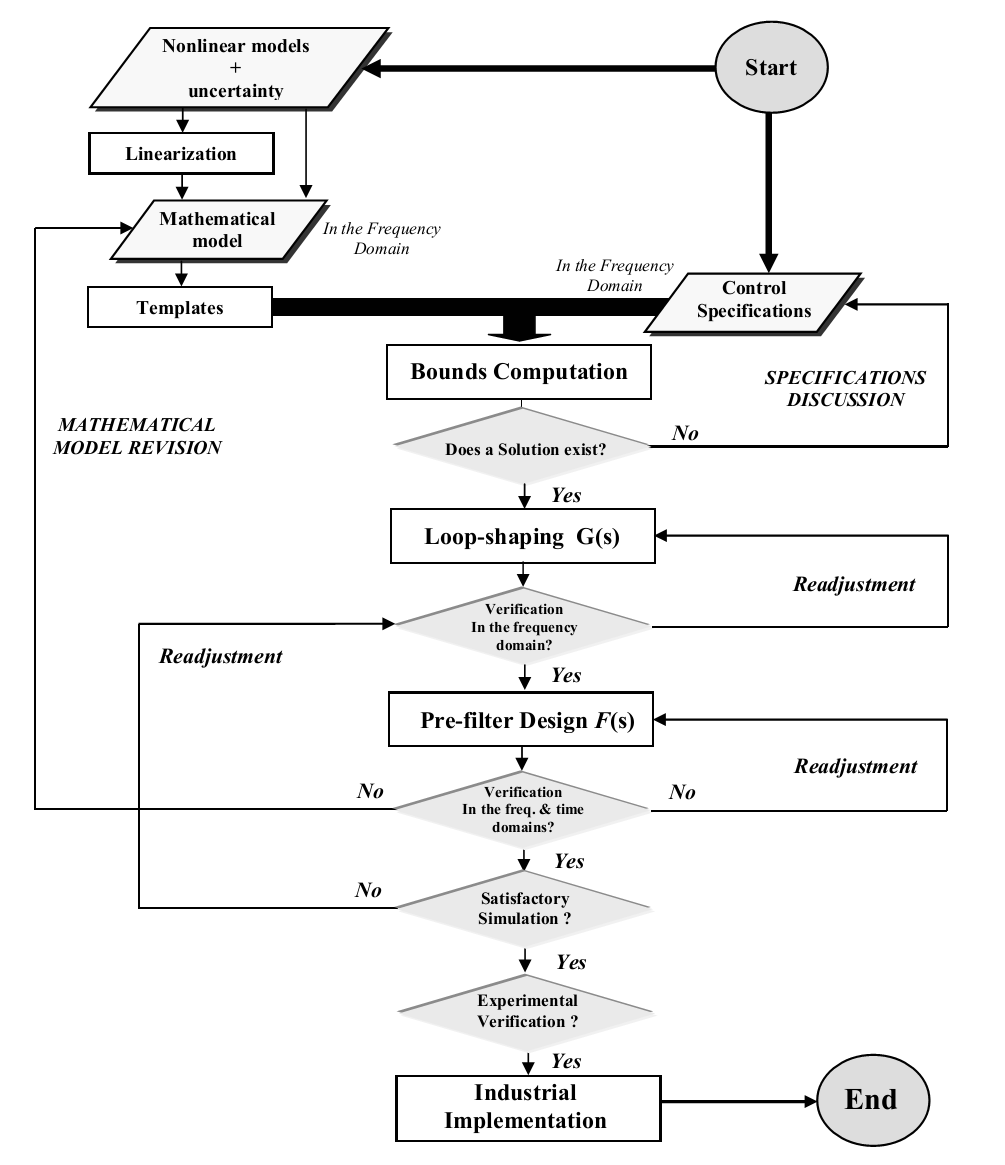 Nonlinear models
+
uncertainty
Start
Linearization
Mathematical
model
In the Frequency
Domain
In the Frequency
Domain
Control
Specifications
Templates
Bounds Computation
SPECIFICATIONS
DISCUSSION
MATHEMATICAL
MODEL REVISION
Does a Solution exist?
No
Yes
Loop-shaping G(s)
Readjustment
Verification
In the frequency
domain?
Readjustment
Yes
Pre-filter Design F(s)
Readjustment
No
Verification
In the freq. & time
domains?
No
Yes
No
Satisfactory
Simulation ?
Yes
Experimental
Verification ?
Yes
Industrial
Implementation
End